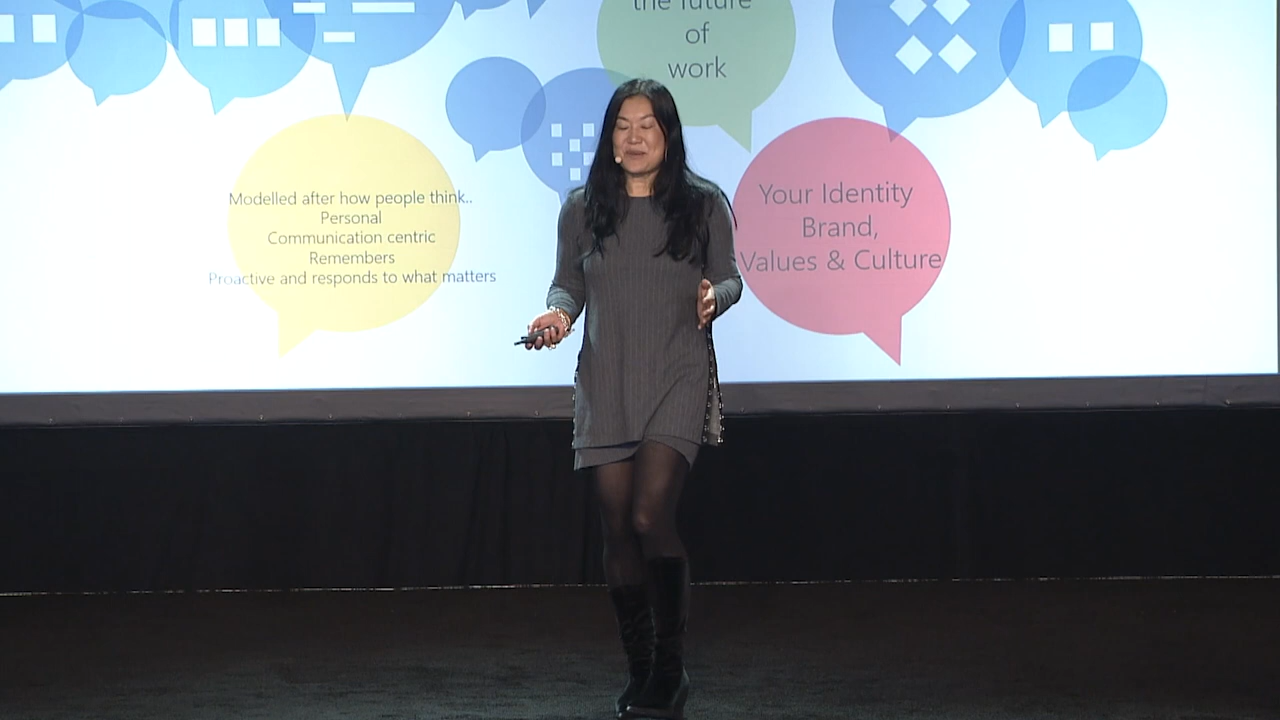 the future
of
work
Modelled after how people think..
Personal
Communication centric
Remembers
Proactive and responds to what matters
Your Identity
Brand,
Values & Culture